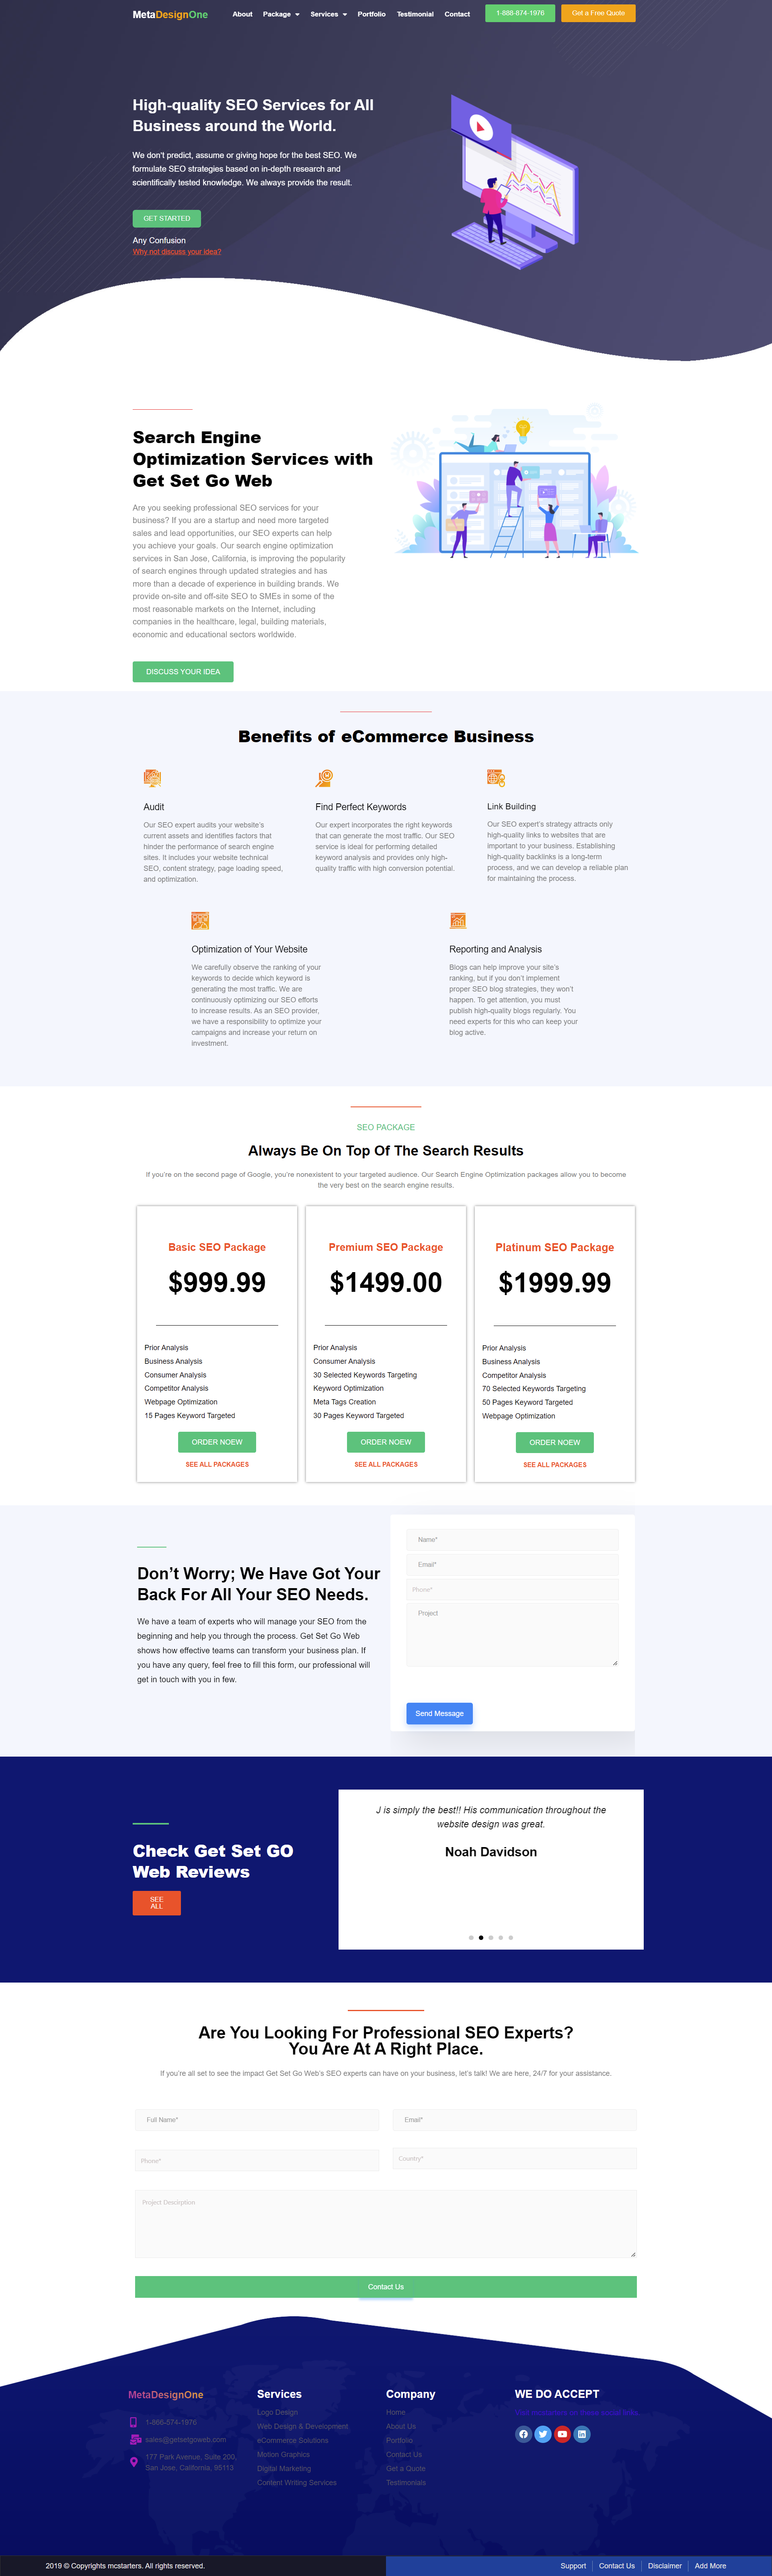 MetaDesignOne
About Package Services Portfolio Testimonial Contact
1-888-874-1976
Get a Free Quote
High-quality SEO Services for All
Business around the World.
We don't predict, assume or giving hope for the best SEO. We
formulate SEO strategies based on in-depth research and
scientifically tested knowledge. We always provide the result.
GET STARTED
Any Confusion
Why not discuss your idea?
Search Engine
Optimization Services with
Get Set Go Web
Are you seeking professional SEO services for your
business? If you are a startup and need more targeted
sales and lead opportunities, our SEO experts can help
you achieve your goals. Our search engine optimization
services in San Jose, California, is improving the popularity
of search engines through updated strategies and has
more than a decade of experience in building brands. We
provide on-site and off-site SEO to SMEs in some of the
most reasonable markets on the Internet, including
companies in the healthcare, legal, building materials,
economic and educational sectors worldwide.
DISCUSS YOUR IDEA
Benefits of eCommerce Business
Audit
Our SEO expert audits your website's
current assets and identifies factors that
hinder the performance of search engine
sites. It includes your website technical
SEO, content strategy, page loading speed,
and optimization.
Find Perfect Keywords
Our expert incorporates the right keywords
that can generate the most traffic. Our SEO
service is ideal for performing detailed
keyword analysis and provides only high-
quality traffic with high conversion potential.
Link Building
Our SEO expert's strategy attracts only
high-quality links to websites that are
important to your business. Establishing
high-quality backlinks is a long-term
process, and we can develop a reliable plan
for maintaining the process.
Optimization of Your Website
We carefully observe the ranking of your
keywords to decide which keyword is
generating the most traffic. We are
continuously optimizing our SEO efforts
to increase results. As an SEO provider,
we have a responsibility to optimize your
campaigns and increase your return on
investment.
Reporting and Analysis
Blogs can help improve your site's
ranking, but if you don't implement
proper SEO blog strategies, they won't
happen. To get attention, you must
publish high-quality blogs regularly. You
need experts for this who can keep your
blog active.
SEO PACKAGE
Always Be On Top Of The Search Results
If you're on the second page of Google, you're nonexistent to your targeted audience. Our Search Engine Optimization packages allow you to become
the very best on the search engine results.
Basic SEO Package
$999.99
Prior Analysis
Business Analysis
Consumer Analysis
Competitor Analysis
Webpage Optimization
15 Pages Keyword Targeted
ORDER NOEW
SEE ALL PACKAGES
Premium SEO Package
$1499.00
Prior Analysis
Consumer Analysis
30 Selected Keywords Targeting
Keyword Optimization
Meta Tags Creation
30 Pages Keyword Targeted
ORDER NOEW
SEE ALL PACKAGES
Platinum SEO Package
$1999.99
Prior Analysis
Business Analysis
Competitor Analysis
70 Selected Keywords Targeting
50 Pages Keyword Targeted
Webpage Optimization
ORDER NOEW
SEE ALL PACKAGES
Don't Worry; We Have Got Your
Back For All Your SEO Needs.
We have a team of experts who will manage your SEO from the
beginning and help you through the process. Get Set Go Web
shows how effective teams can transform your business plan. If
you have any query, feel free to fill this form, our professional will
get in touch with you in few.
Name*
Email*
Phone*
Project
Send Message
Check Get Set GO
Web Reviews
SEE
ALL
J is simply the best!! His communication throughout the
website design was great.
Noah Davidson
Are You Looking For Professional SEO Experts?
You Are At A Right Place.
If you're all set to see the impact Get Set Go Web's SEO experts can have on your business, let's talk! We are here, 24/7 for your assistance.
Full Name*
Email*
Phone*
Country*
Project Description
Contact Us
MetaDesignOne
1-888-574-1976
sales@getsetgoweb.com
177 Park Avenue, Suite 200,
San Jose, California, 95113
Services
Logo Design
Web Design & Development
eCommerce Solutions
Motion Graphics
Digital Marketing
Content Writing Services
Company
Home
About Us
Portfolio
Contact Us
Get a Quote
Testimonials
WE DO ACCEPT
2019 © Copyrights mcstarters. All rights reserved.
Support
Contact Us
Disclaimer
Add More